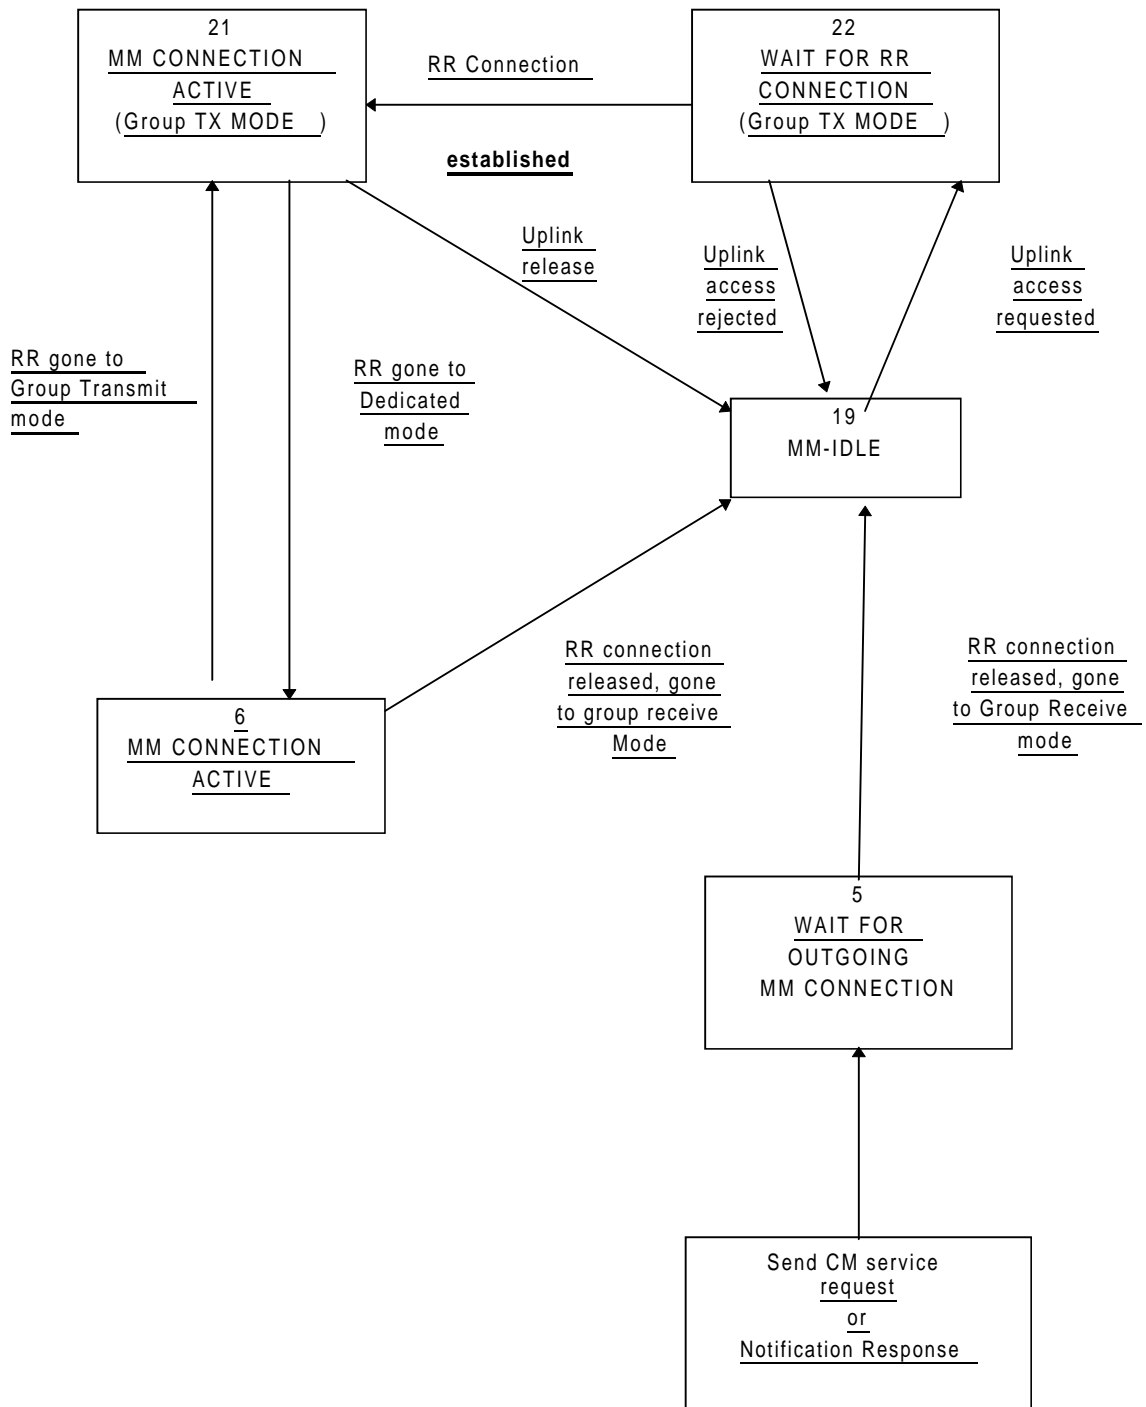 21
MM CONNECTION
ACTIVE
(Group TX MODE )
RR Connection
established
22
WAIT FOR RR
CONNECTION
(Group TX MODE )
Uplink
release
Uplink
access
rejected
Uplink
access
requested
RR gone to
Group Transmit
mode
RR gone to
Dedicated
mode
19
MM-IDLE
RR connection
released, gone
to group receive
Mode
RR connection
released, gone
to Group Receive
mode
6
MM CONNECTION
ACTIVE
5
WAIT FOR
OUTGOING
MM CONNECTION
Send CM service
request
or
Notification Response